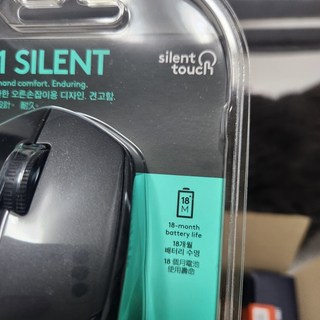 1 SILENT
silent
touch
hand comfort. Enduring.
한 오른손잡이용 디자인. 견고함.
18
M
18-month
battery life
18개월
배터리 수명
18 個月電池
使用壽命